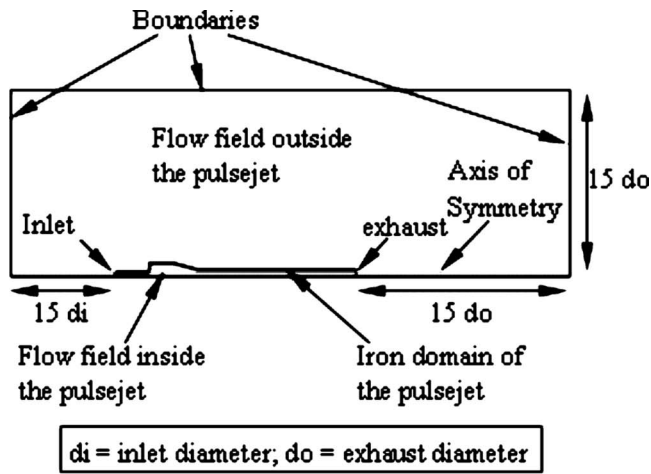 Boundaries
Flow field outside
the pulsejet
Axis of
Symmetry
15 do
Inlet
exhaust
15 di
15 do
Flow field inside
the pulsejet
Iron domain of
the pulsejet
di = inlet diameter; do = exhaust diameter